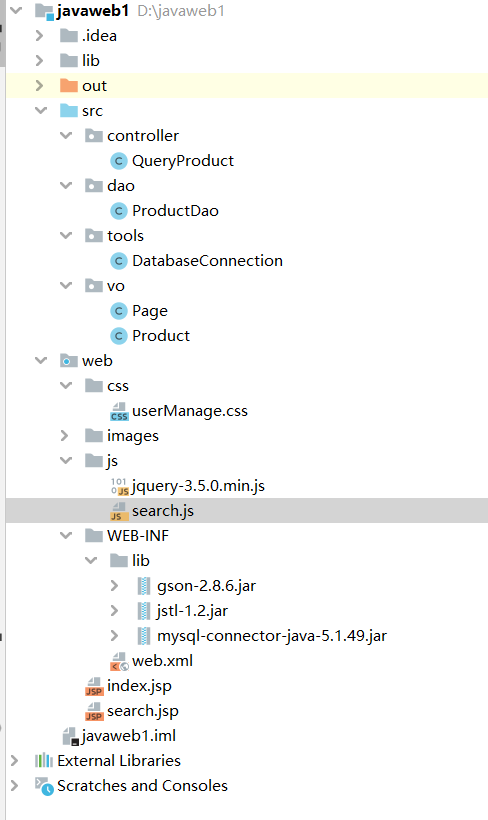 javaweb1 D:\javaweb1
.idea
lib
out
src
controller
QueryProduct
dao
ProductDao
tools
DatabaseConnection
vo
Page
Product
web
css
userManage.css
images
js
jquery-3.5.0.min.js
search.js
WEB-INF
lib
gson-2.8.6.jar
jstl-1.2.jar
mysql-connector-java-5.1.49.jar
web.xml
index.jsp
search.jsp
javaweb1.iml
External Libraries
Scratches and Consoles